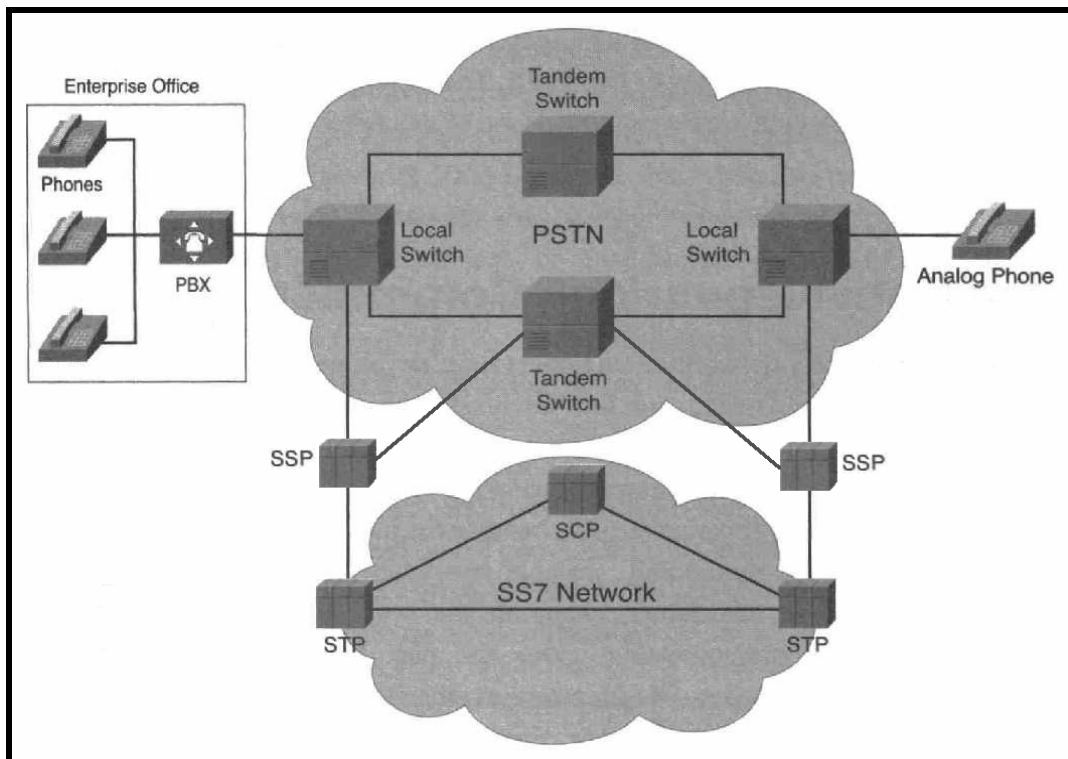 Enterprise Office
Phones
PBX
Tandem
Switch
Local
Switch
PSTN
Local
Switch
Analog Phone
Tandem
Switch
SSP
SSP
SCP
SS7 Network
STP
STP